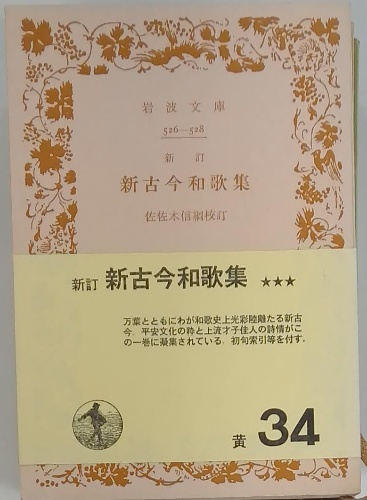 岩波文庫
526—528
新訂
新古今和歌集
佐佐木信綱校訂
新訂 新古今和歌集 ★★★
万葉とともにわが和歌史上光彩陸離たる新古
今．平安文化の粋と上流才子佳人の詩情がこ
の一巻に凝集されている．初句索引等を付す．
黄 34